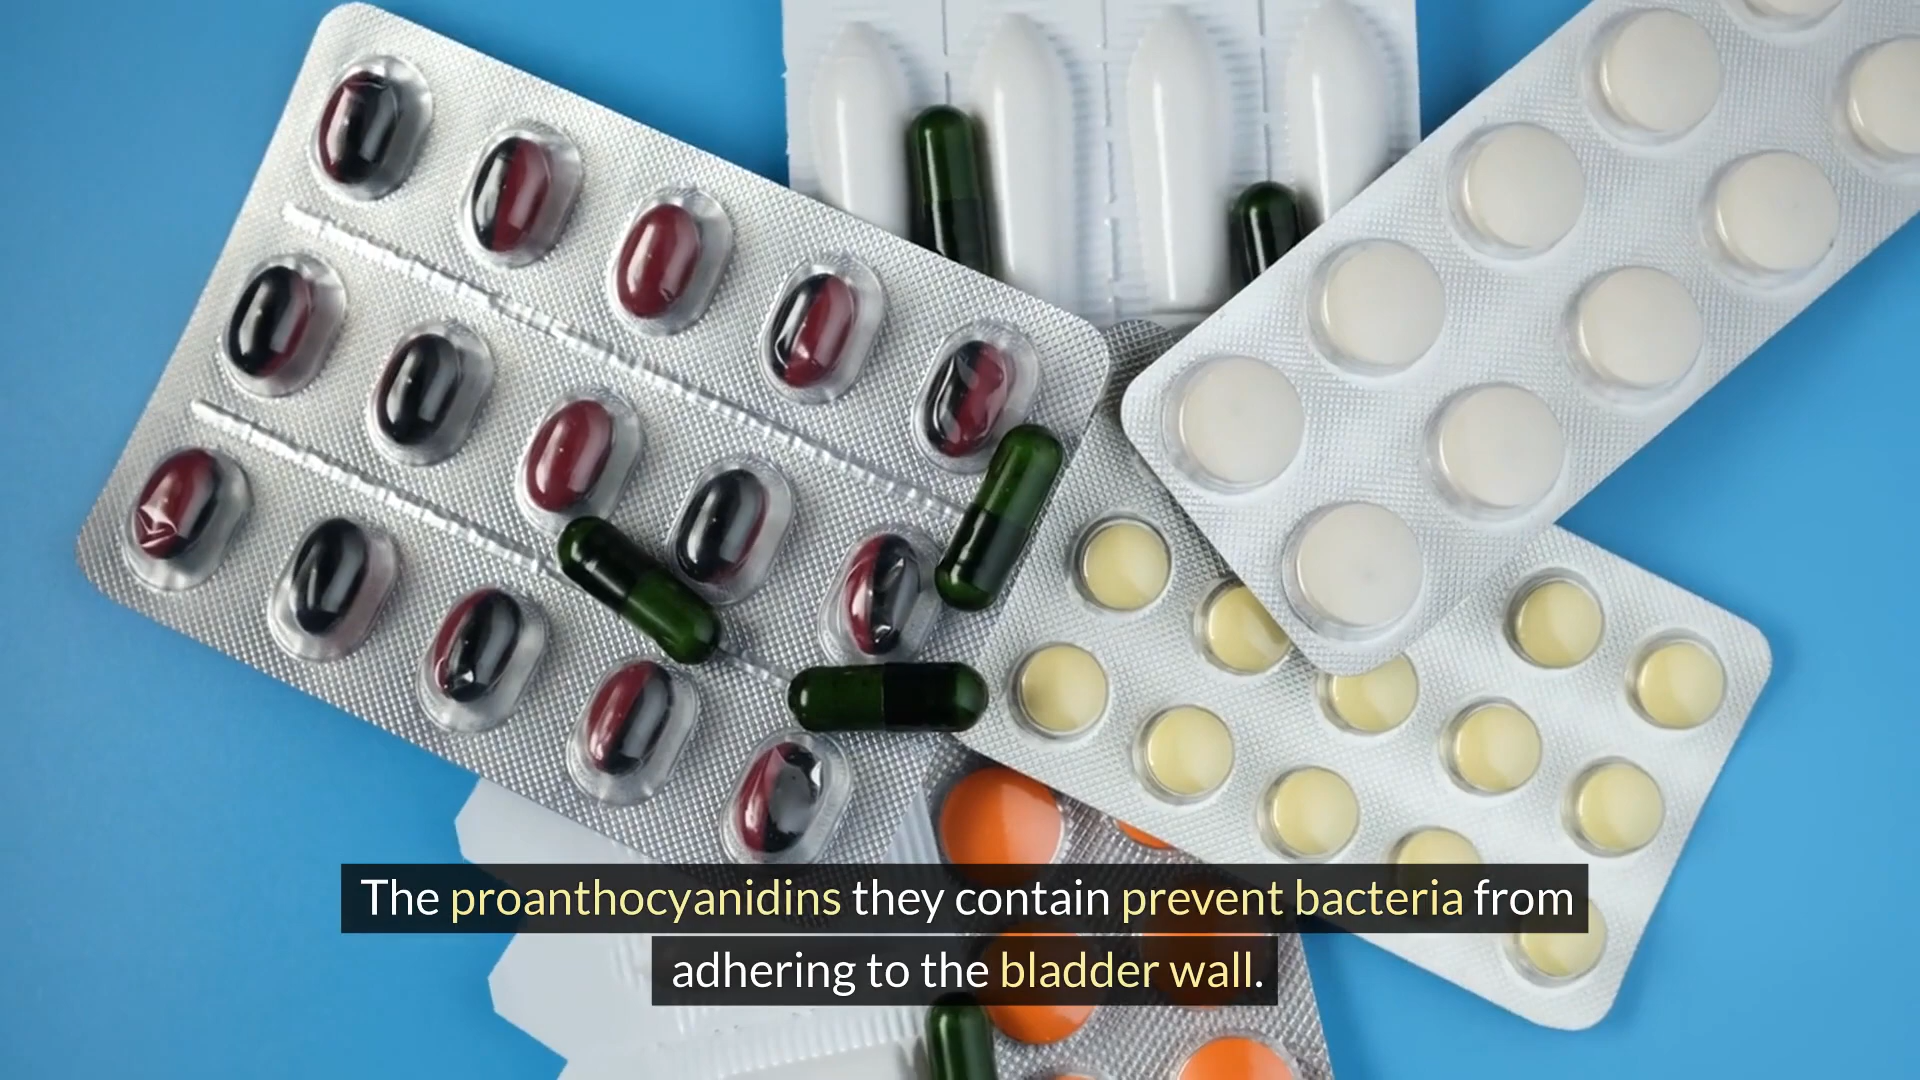 The proanthocyanidins they contain prevent bacteria from
adhering to the bladder wall.